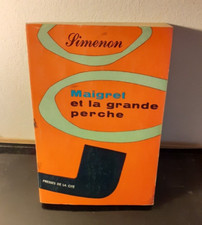 Simenon
Maigret
et la grande
perche
PRESSES DE LA CITÉ